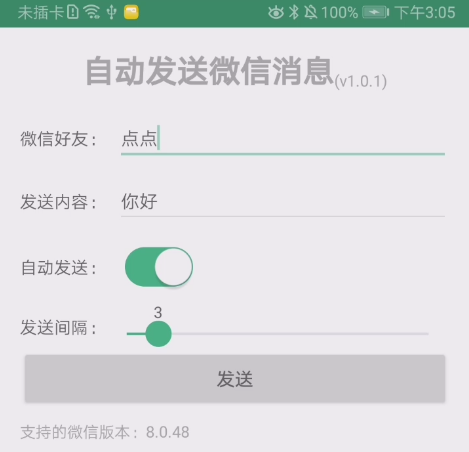 未插卡 100% 下午3:05
自动发送微信消息(v1.0.1)
微信好友： 点点
发送内容： 你好
自动发送：
3
发送间隔：
发送
支持的微信版本：8.0.48